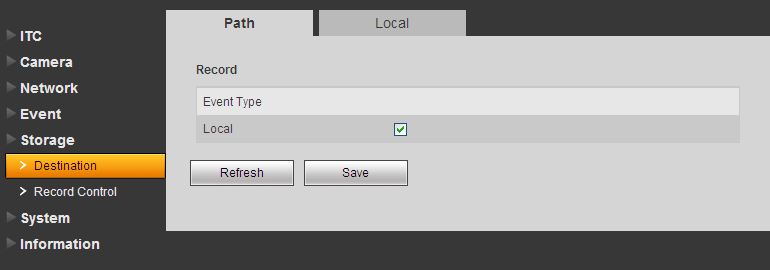 ITC
Camera
Network
Event
Storage
> Destination
> Record Control
System
Information
Path
Local
Record
Event Type
Local
Refresh
Save